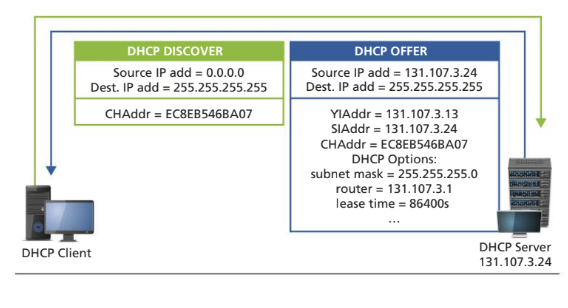 DHCP DISCOVER
Source IP add = 0.0.0.0
Dest. IP add = 255.255.255.255
CHAddr = EC8EB546BA07
DHCP OFFER
Source IP add = 131.107.3.24
Dest. IP add = 255.255.255.255
YIAddr = 131.107.3.13
SIAddr = 131.107.3.24
CHAddr = EC8EB546BA07
DHCP Options:
subnet mask = 255.255.255.0
router = 131.107.3.1
lease time = 86400s
...
DHCP Client
DHCP Server
131.107.3.24